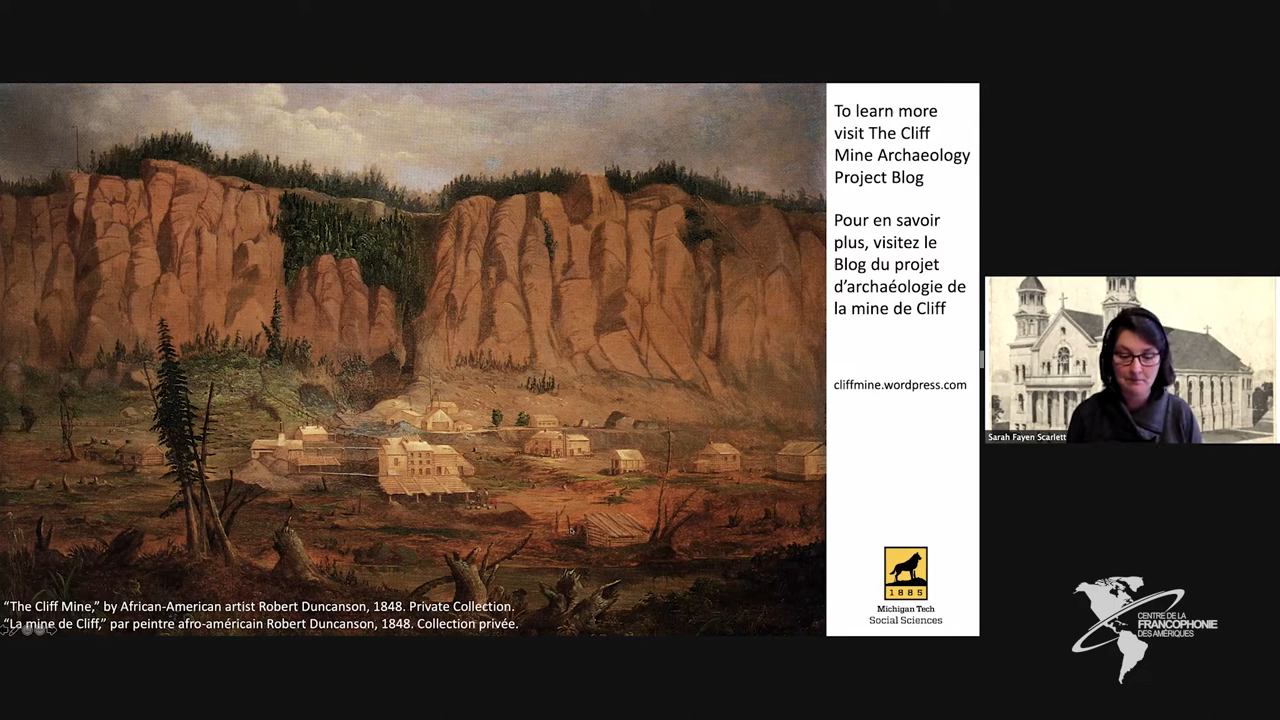 To learn more
visit The Cliff
Mine Archaeology
Project Blog
Pour en savoir
plus, visitez le
Blog du projet
d’archéologie de
la mine de Cliff
cliffmine.wordpress.com
1885
Michigan Tech
Social Sciences
“The Cliff Mine,” by African-American artist Robert Duncanson, 1848. Private Collection.
“La mine de Cliff,” par peintre afro-américain Robert Duncanson, 1848. Collection privée.
Sarah Fayen Scarlett
CENTRE DE LA
FRANCOPHONIE
DES AMÉRIQUES